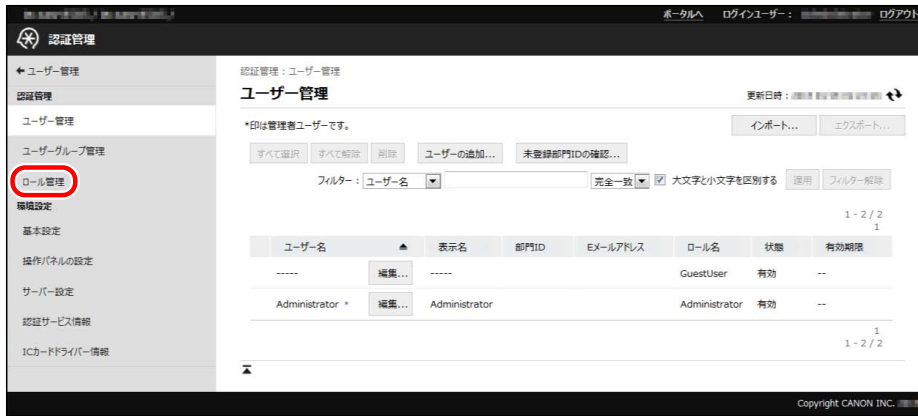 ポータルへ ログインユーザー: ログアウト
認証管理
ユーザー管理
認証管理
ユーザー管理
ユーザーグループ管理
ロール管理
環境設定
基本設定
操作パネルの設定
サーバー設定
認証サービス情報
ICカードドライバー情報
認証管理 : ユーザー管理
ユーザー管理
更新日時 :
*印は管理者ユーザーです。
インポート... エクスポート...
すべて選択 すべて解除 削除 ユーザーの追加... 未登録部門IDの確認...
フィルター : ユーザー名 完全一致 大文字と小文字を区別する 適用 フィルター解除
1 - 2 / 2
1
ユーザー名 ▲ 表示名 部門ID Eメールアドレス ロール名 状態 有効期限
----- 編集... ----- GuestUser 有効 --
Administrator * 編集... Administrator Administrator 有効 --
1
1 - 2 / 2
Copyright CANON INC.